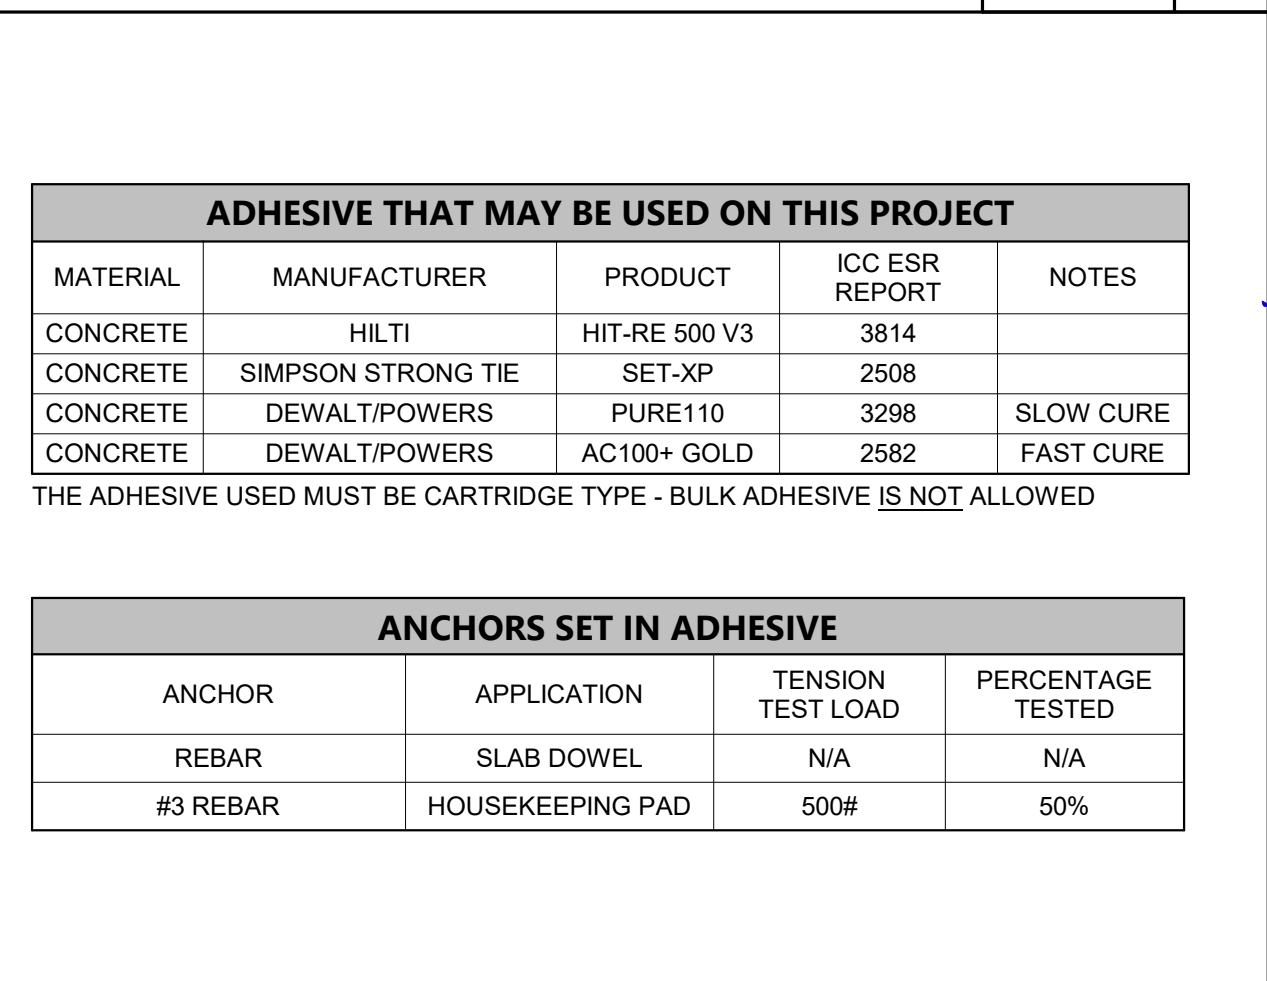 ADHESIVE THAT MAY BE USED ON THIS PROJECT
MATERIAL MANUFACTURER PRODUCT ICC ESR REPORT NOTES
CONCRETE HILTI HIT-RE 500 V3 3814
CONCRETE SIMPSON STRONG TIE SET-XP 2508
CONCRETE DEWALT/POWERS PURE110 3298 SLOW CURE
CONCRETE DEWALT/POWERS AC100+ GOLD 2582 FAST CURE
THE ADHESIVE USED MUST BE CARTRIDGE TYPE - BULK ADHESIVE IS NOT ALLOWED
ANCHORS SET IN ADHESIVE
ANCHOR APPLICATION TENSION TEST LOAD PERCENTAGE TESTED
REBAR SLAB DOWEL N/A N/A
#3 REBAR HOUSEKEEPING PAD 500# 50%